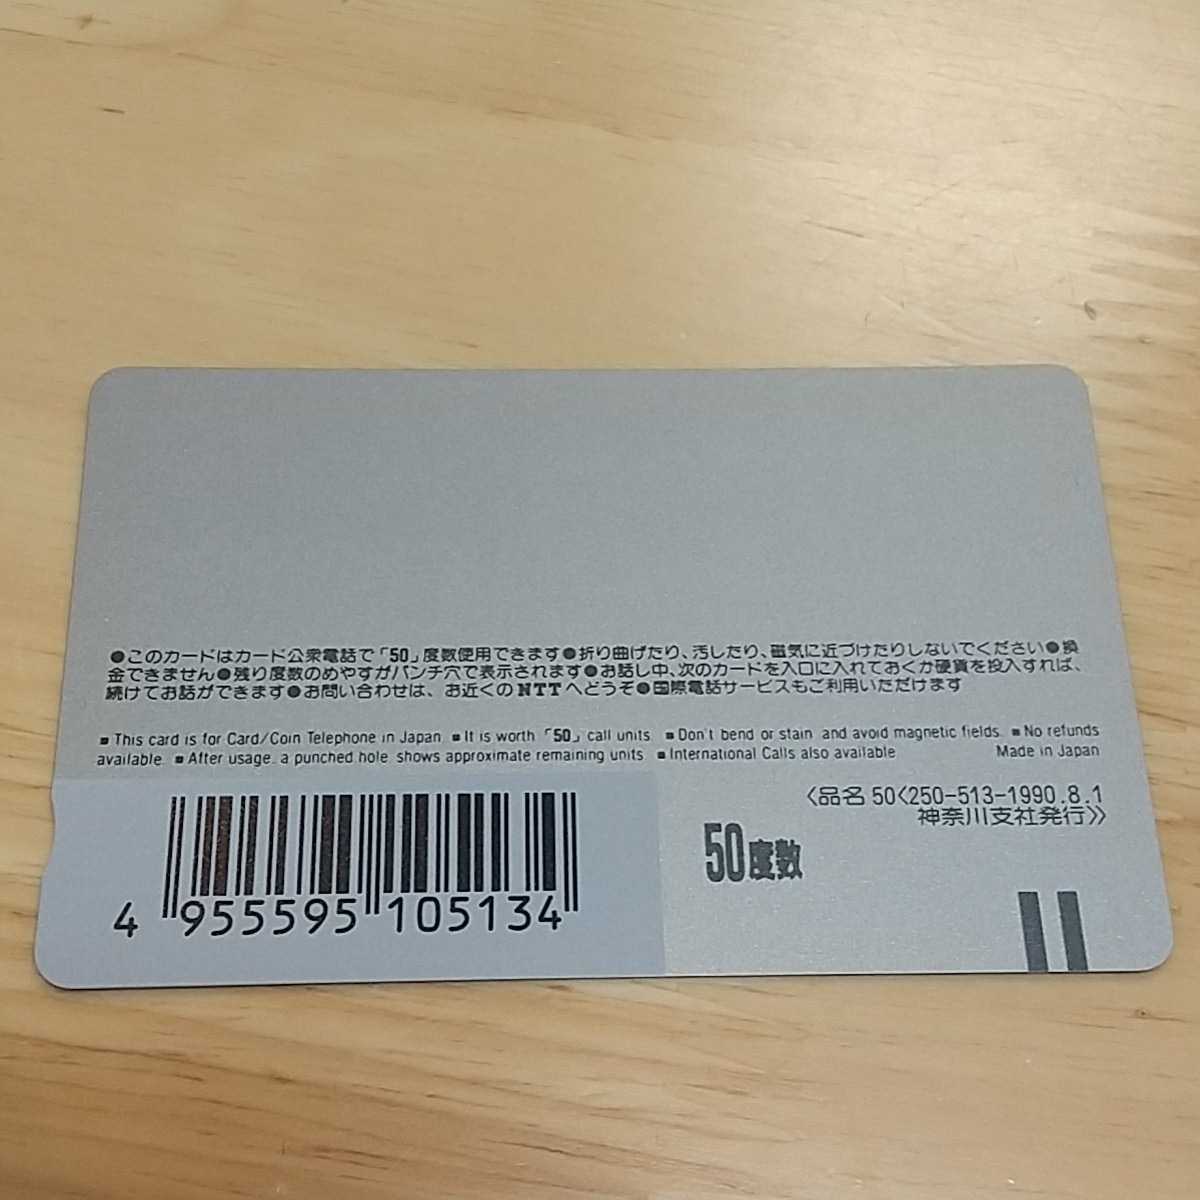 ●このカードはカード公衆電話で「50」度数使用できます●折り曲げたり、汚したり、磁気に近づけたりしないでください●換
金できません●残り度数のめやすがパンチ穴で表示されます●お話し中、次のカードを入口に入れておくか硬貨を投入すれば、
続けてお話ができます●お問い合わせは、お近くのNTTへどうぞ●国際電話サービスもご利用いただけます
■This card is for Card/Coin Telephone in Japan. ■It is worth「50」call units. ■Don't bend or stain and avoid magnetic fields. ■No refunds
available. ■After usage, a punched hole shows approximate remaining units. ■International Calls also available Made in Japan
〈品名 50〈250-513-1990.8.1
神奈川支社発行〉〉
50度数
4 955595 105134